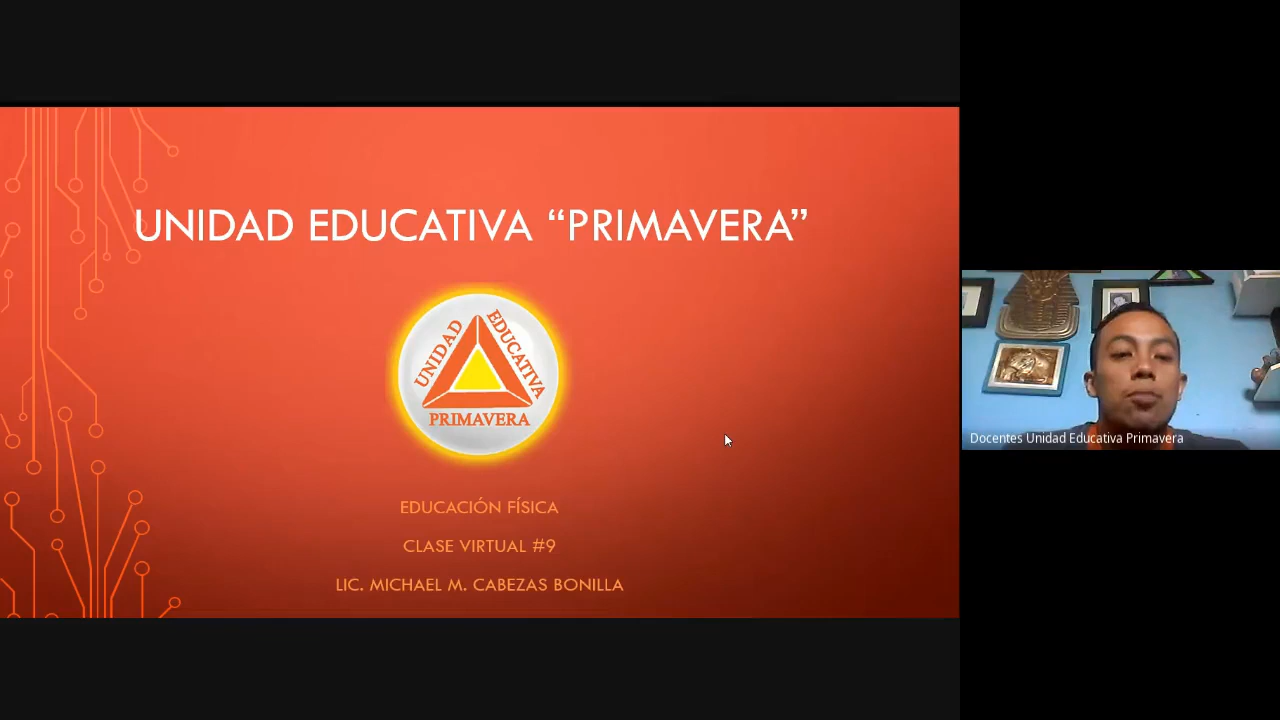 UNIDAD EDUCATIVA “PRIMAVERA”
UNIDAD
EDUCATIVA
PRIMAVERA
EDUCACIÓN FÍSICA
CLASE VIRTUAL #9
LIC. MICHAEL M. CABEZAS BONILLA
Docentes Unidad Educativa Primavera